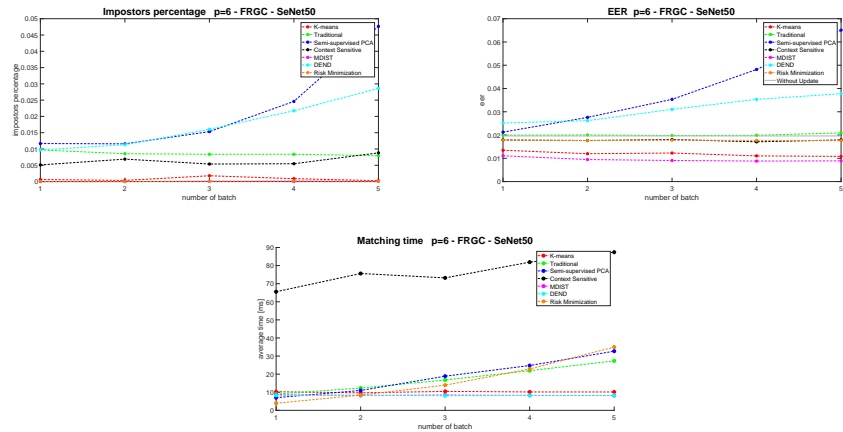 Impostors percentage p=6 - FRGC - SeNet50
0.05
0.045
0.04
0.035
0.03
0.025
0.02
0.015
0.01
0.005
0
impostors percentage
1 2 3 4 5
number of batch
K-means
Traditional
Semi-supervised PCA
Context Sensitive
MDIST
DEND
Risk Minimization
EER p=6 - FRGC - SeNet50
0.07
0.06
0.05
0.04
0.03
0.02
0.01
0
eer
1 2 3 4 5
number of batch
K-means
Traditional
Semi-supervised PCA
Context Sensitive
MDIST
DEND
Risk Minimization
Without Update
Matching time p=6 - FRGC - SeNet50
90
80
70
60
50
40
30
20
10
0
average time [ms]
1 2 3 4 5
number of batch
K-means
Traditional
Semi-supervised PCA
Context Sensitive
MDIST
DEND
Risk Minimization